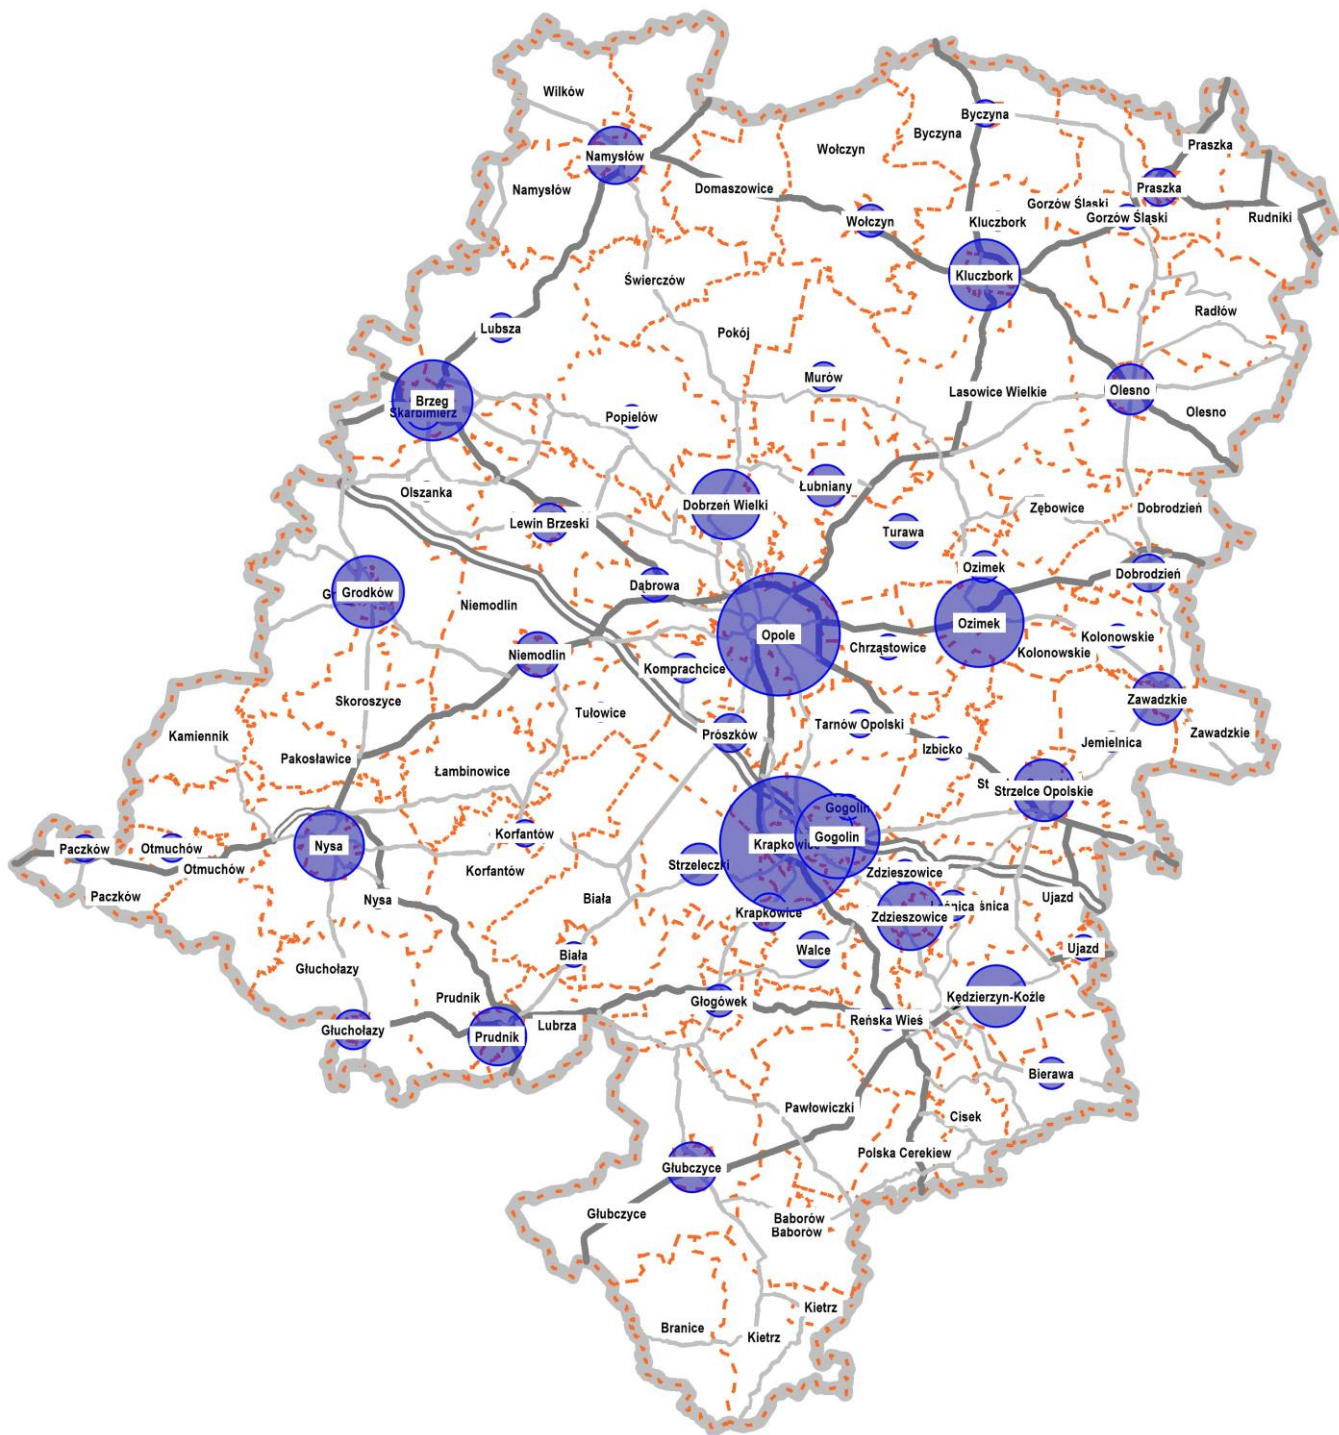 Wilków
Byczyna
Byczyna
Praszka
Wołczyn
Namysłów
Namysłów
Domaszowice
Praszka
Gorzów Śląski
Gorzów Śląski
Rudniki
Wołczyn
Kluczbork
Kluczbork
Świerczów
Radłów
Lubsza
Pokój
Murów
Lasowice Wielkie
Olesno
Olesno
Brzeg
Skarbimierz
Popielów
Olszanka
Łubniany
Dobrzeń Wielki
Zębowice
Dobrodzień
Lewin Brzeski
Turawa
Ozimek
Dobrodzień
Dąbrowa
Grodków
Niemodlin
Ozimek
Opole
Kolonowskie
Chrząstowice
Kolonowskie
Niemodlin
Komprachcice
Skoroszyce
Zawadzkie
Tułowice
Tarnów Opolski
Prószków
Kamiennik
Izbicko
Jemielnica
Zawadzkie
Pakosławice
Łambinowice
Strzelce Opolskie
Gogolin
Korfantów
Gogolin
Krapkowice
Nysa
Paczków
Otmuchów
Otmuchów
Korfantów
Strzeleczki
Zdzieszowice
Paczków
Nysa
Biała
Ujazd
Krapkowice
Zdzieszowice
Walce
Ujazd
Biała
Głuchołazy
Kędzierzyn-Koźle
Prudnik
Głogówek
Reńska Wieś
Głuchołazy
Lubrza
Prudnik
Bierawa
Pawłowiczki
Cisek
Polska Cerekiew
Głubczyce
Głubczyce
Baborów
Baborów
Kietrz
Branice
Kietrz